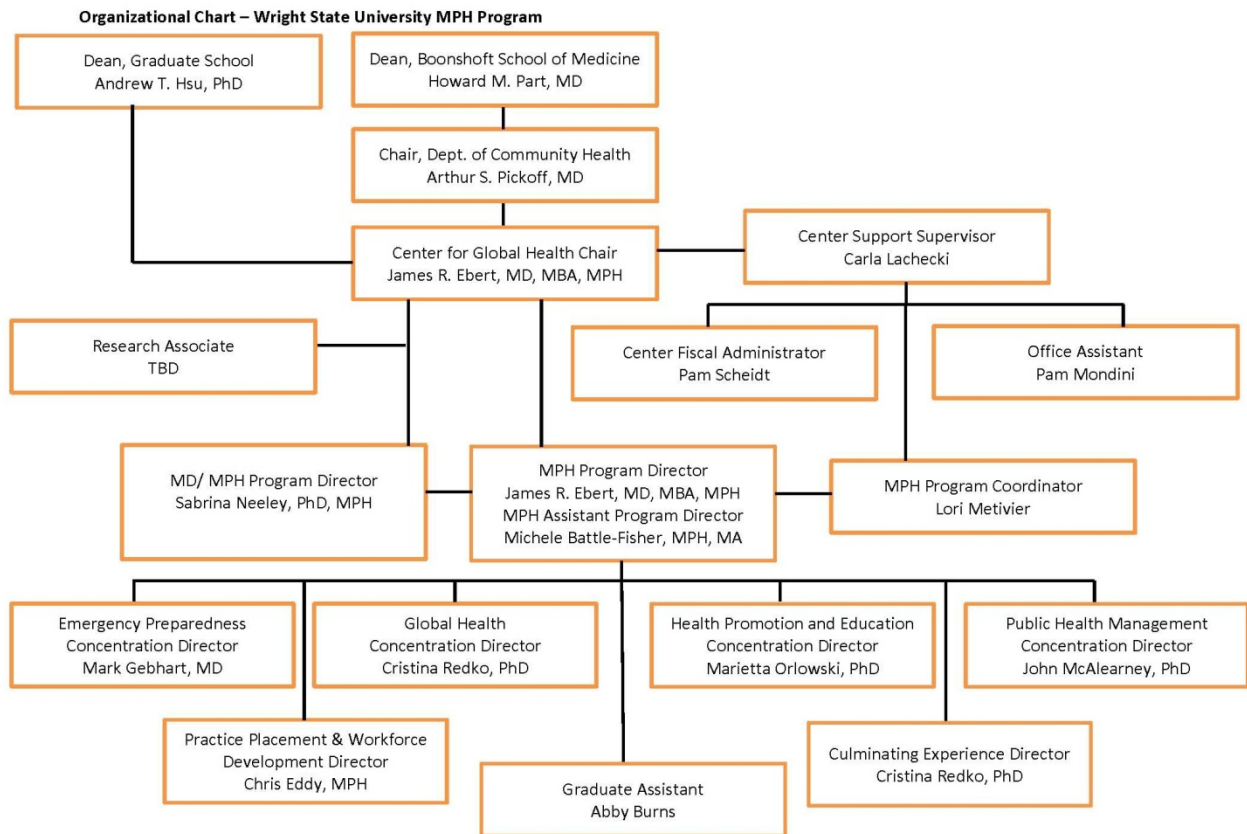 Organizational Chart – Wright State University MPH Program
Dean, Graduate School
Andrew T. Hsu, PhD
Dean, Boonshoft School of Medicine
Howard M. Part, MD
Chair, Dept. of Community Health
Arthur S. Pickoff, MD
Center for Global Health Chair
James R. Ebert, MD, MBA, MPH
Center Support Supervisor
Carla Lachecki
Research Associate
TBD
Center Fiscal Administrator
Pam Scheidt
Office Assistant
Pam Mondini
MD/ MPH Program Director
Sabrina Neeley, PhD, MPH
MPH Program Director
James R. Ebert, MD, MBA, MPH
MPH Assistant Program Director
Michele Battle-Fisher, MPH, MA
MPH Program Coordinator
Lori Metivier
Emergency Preparedness
Concentration Director
Mark Gebhart, MD
Global Health
Concentration Director
Cristina Redko, PhD
Health Promotion and Education
Concentration Director
Marietta Orlowski, PhD
Public Health Management
Concentration Director
John McAlearney, PhD
Practice Placement & Workforce
Development Director
Chris Eddy, MPH
Graduate Assistant
Abby Burns
Culminating Experience Director
Cristina Redko, PhD